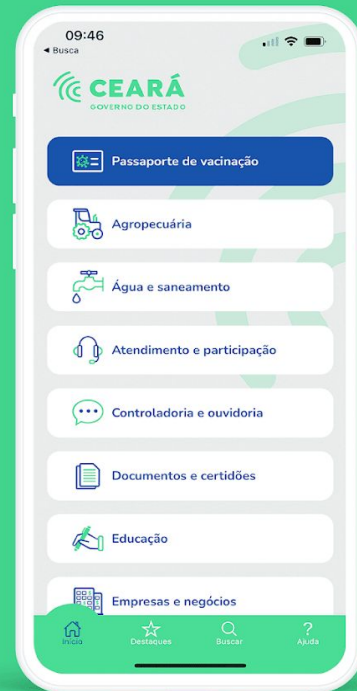 09:46
Busca
CEARÁ
GOVERNO DO ESTADO
Passaporte de vacinação
Agropecuária
Água e saneamento
Atendimento e participação
Controladoria e ouvidoria
Documentos e certidões
Educação
Empresas e negócios
Início
Destaques
Buscar
Ajuda